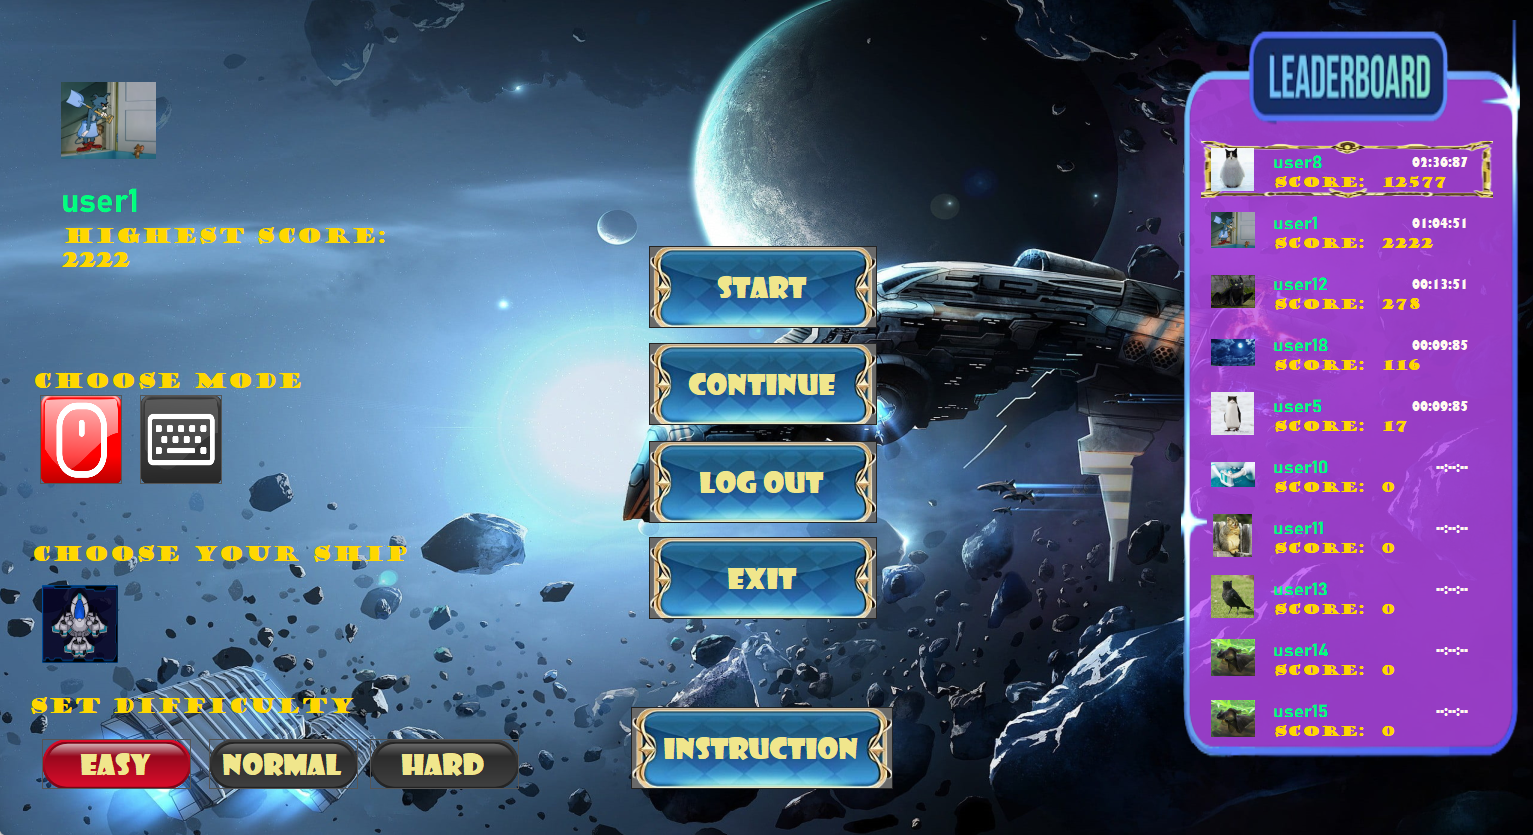 user1
HIGHEST SCORE:
2222
CHOOSE MODE
CHOOSE YOUR SHIP
SET DIFFICULTY
EASY
NORMAL
HARD
START
CONTINUE
LOG OUT
EXIT
INSTRUCTION
LEADERBOARD
user8 02:36:87
SCORE: 12577
user1 01:04:51
SCORE: 2222
user12 00:13:51
SCORE: 278
user18 00:09:85
SCORE: 116
user5 00:09:85
SCORE: 17
user10 --:--:--
SCORE: 0
user11 --:--:--
SCORE: 0
user13 --:--:--
SCORE: 0
user14 --:--:--
SCORE: 0
user15 --:--:--
SCORE: 0